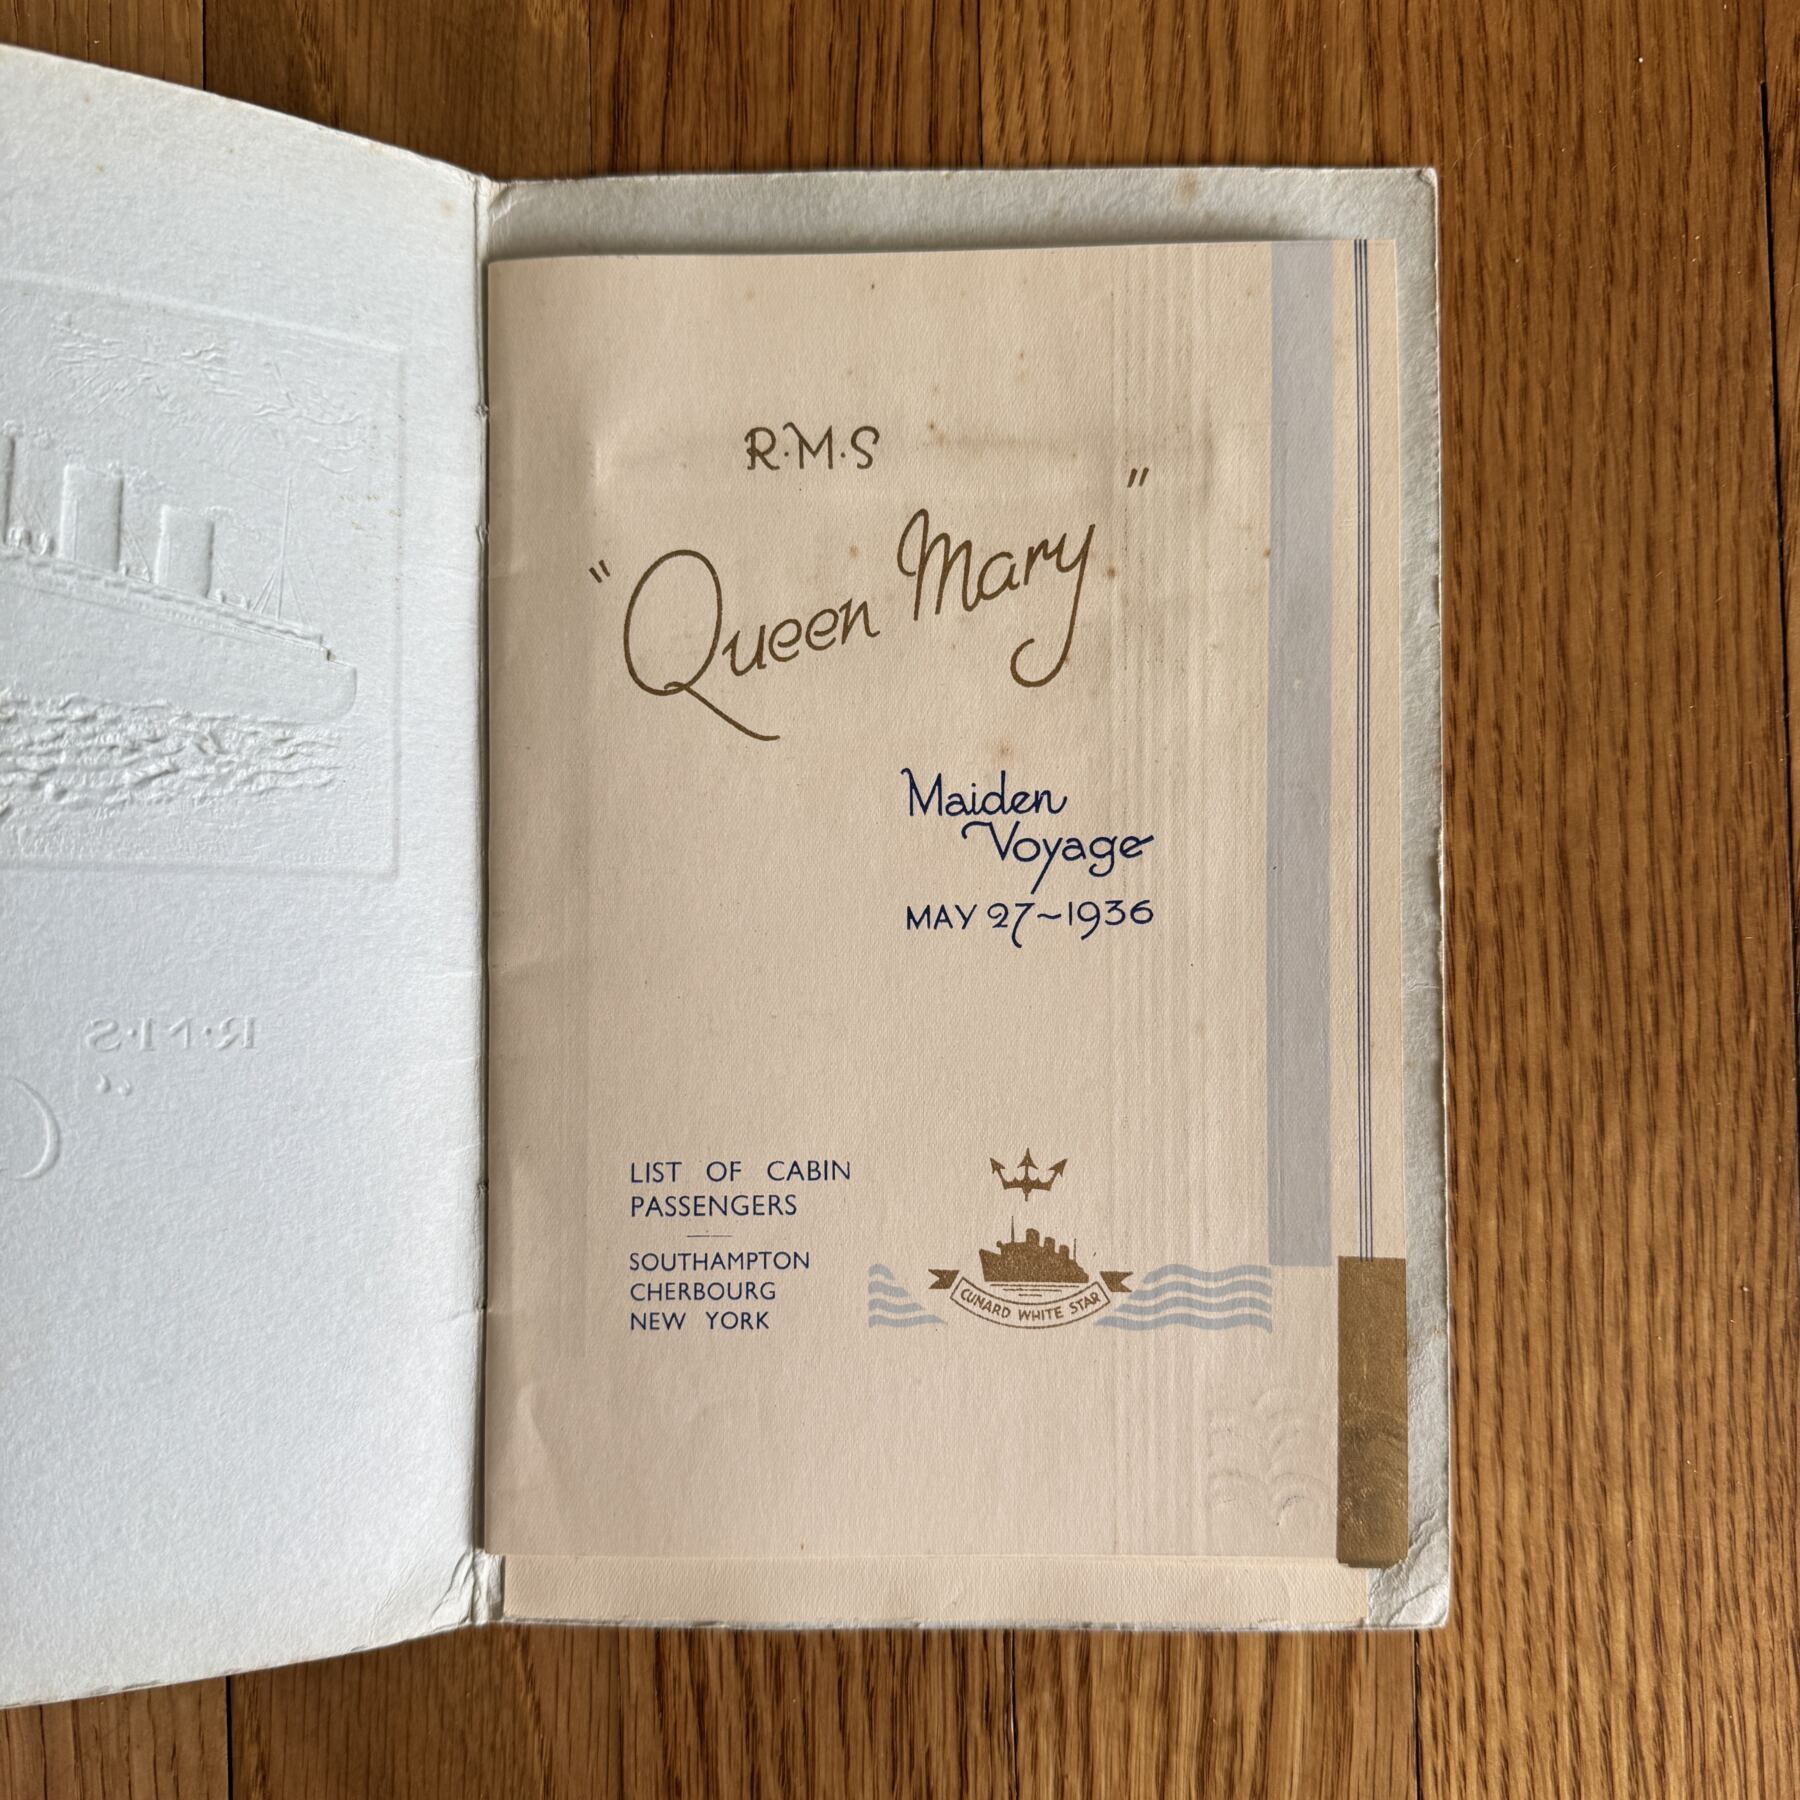 R·M·S
"Queen Mary"
Maiden
Voyage
MAY 27~1936
LIST OF CABIN
PASSENGERS
SOUTHAMPTON
CHERBOURG
NEW YORK
CUNARD WHITE STAR
R·M·S